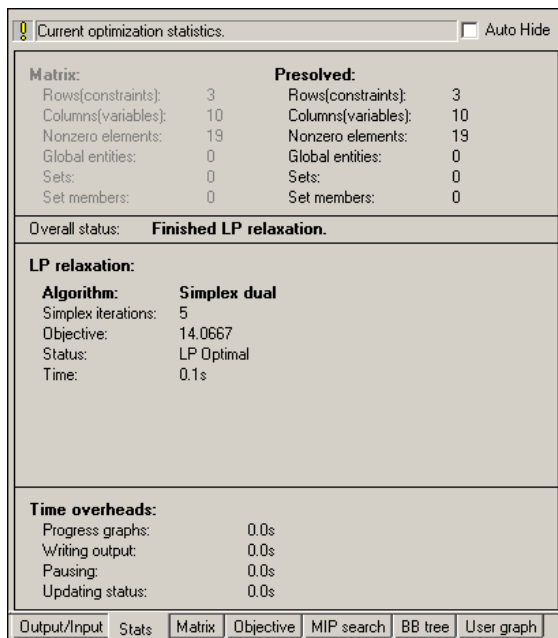 Current optimization statistics. Auto Hide
Matrix: Presolved:
Rows(constraints): 3 Rows(constraints): 3
Columns(variables): 10 Columns(variables): 10
Nonzero elements: 19 Nonzero elements: 19
Global entities: 0 Global entities: 0
Sets: 0 Sets: 0
Set members: 0 Set members: 0
Overall status: Finished LP relaxation.
LP relaxation:
Algorithm: Simplex dual
Simplex iterations: 5
Objective: 14.0667
Status: LP Optimal
Time: 0.1s
Time overheads:
Progress graphs: 0.0s
Writing output: 0.0s
Pausing: 0.0s
Updating status: 0.0s
Output/Input Stats Matrix Objective MIP search BB tree User graph